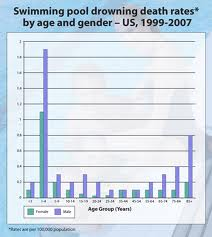 Swimming pool drowning death rates*
by age and gender – US, 1999-2007
2
1.8
1.6
1.4
1.2
1
0.8
0.6
0.4
0.2
0
Age Group (Years)
Female
Male
*Rates are per 100,000 population